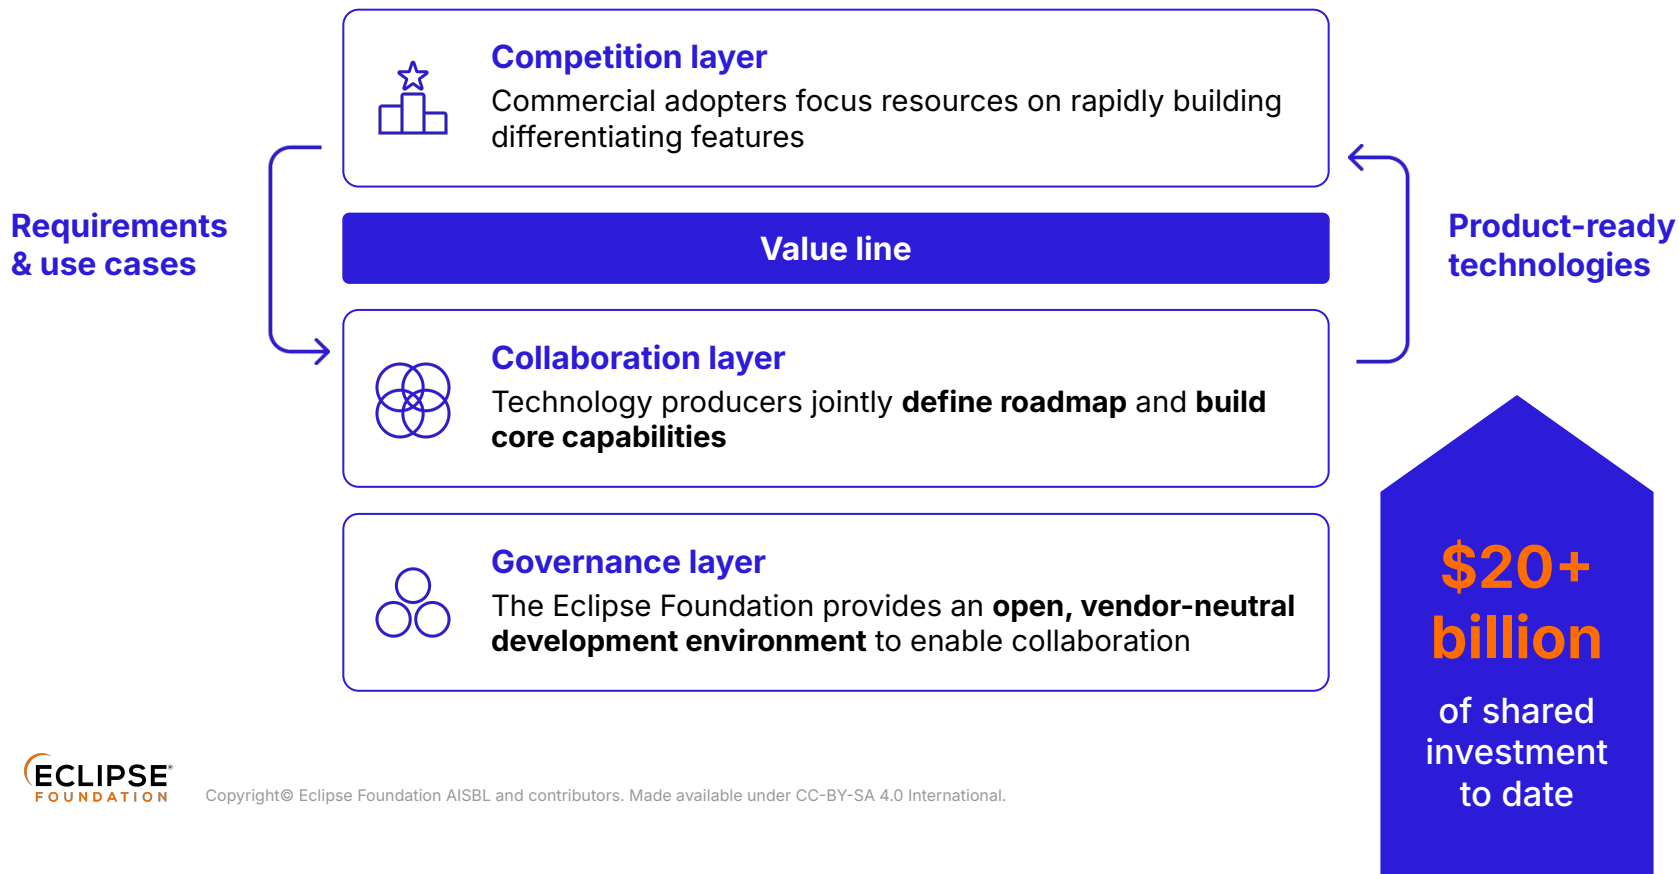 Competition layer
Commercial adopters focus resources on rapidly building
differentiating features
Requirements
& use cases
Value line
Product-ready
technologies
Collaboration layer
Technology producers jointly define roadmap and build
core capabilities
Governance layer
The Eclipse Foundation provides an open, vendor-neutral
development environment to enable collaboration
$20+
billion
of shared
investment
to date
ECLIPSE®
FOUNDATION
Copyright© Eclipse Foundation AISBL and contributors. Made available under CC-BY-SA 4.0 International.